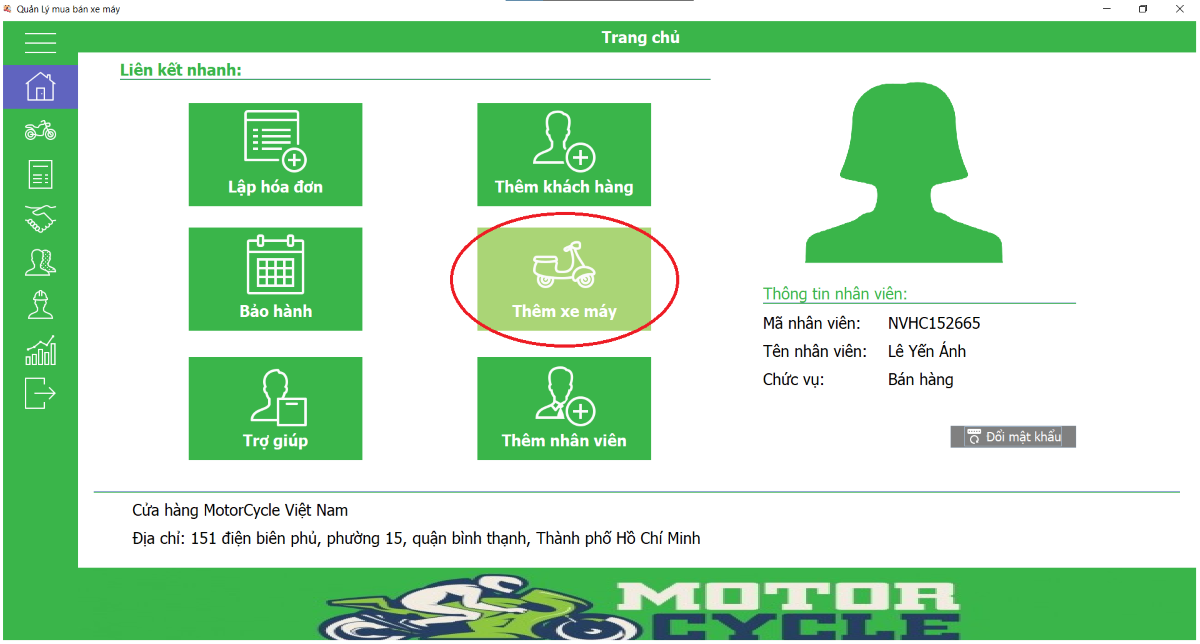 Quản Lý mua bán xe máy
Trang chủ
Liên kết nhanh:
Lập hóa đơn
Thêm khách hàng
Bảo hành
Thêm xe máy
Trợ giúp
Thêm nhân viên
Thông tin nhân viên:
Mã nhân viên: NVHC152665
Tên nhân viên: Lê Yến Ánh
Chức vụ: Bán hàng
Đổi mật khẩu
Cửa hàng MotorCycle Việt Nam
Địa chỉ: 151 điện biên phủ, phường 15, quận bình thạnh, Thành phố Hồ Chí Minh
MOTOR
CYCLE